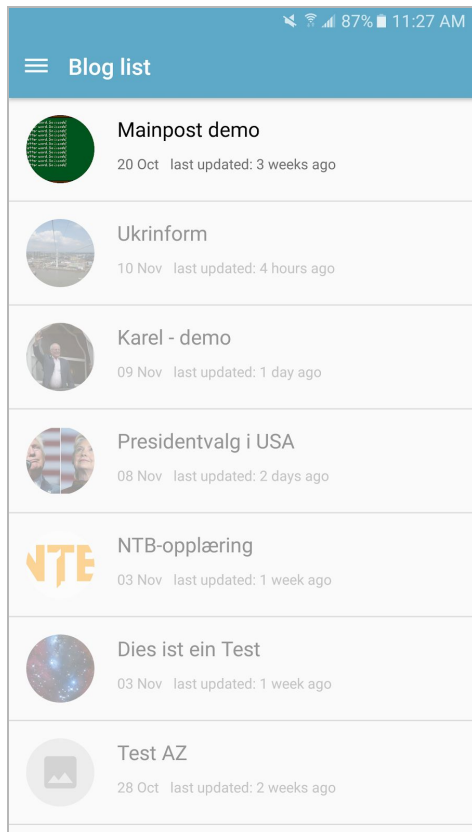 87% 11:27 AM
Blog list
Mainpost demo
20 Oct last updated: 3 weeks ago
Ukrinform
10 Nov last updated: 4 hours ago
Karel - demo
09 Nov last updated: 1 day ago
Presidentvalg i USA
08 Nov last updated: 2 days ago
NTB-opplæring
03 Nov last updated: 1 week ago
NTB
Dies ist ein Test
03 Nov last updated: 1 week ago
Test AZ
28 Oct last updated: 2 weeks ago